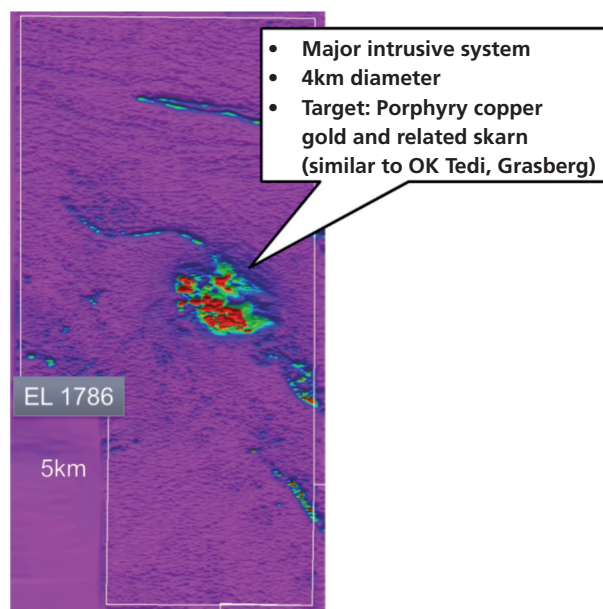 • Major intrusive system
• 4km diameter
• Target: Porphyry copper
gold and related skarn
(similar to OK Tedi, Grasberg)
EL 1786
5km